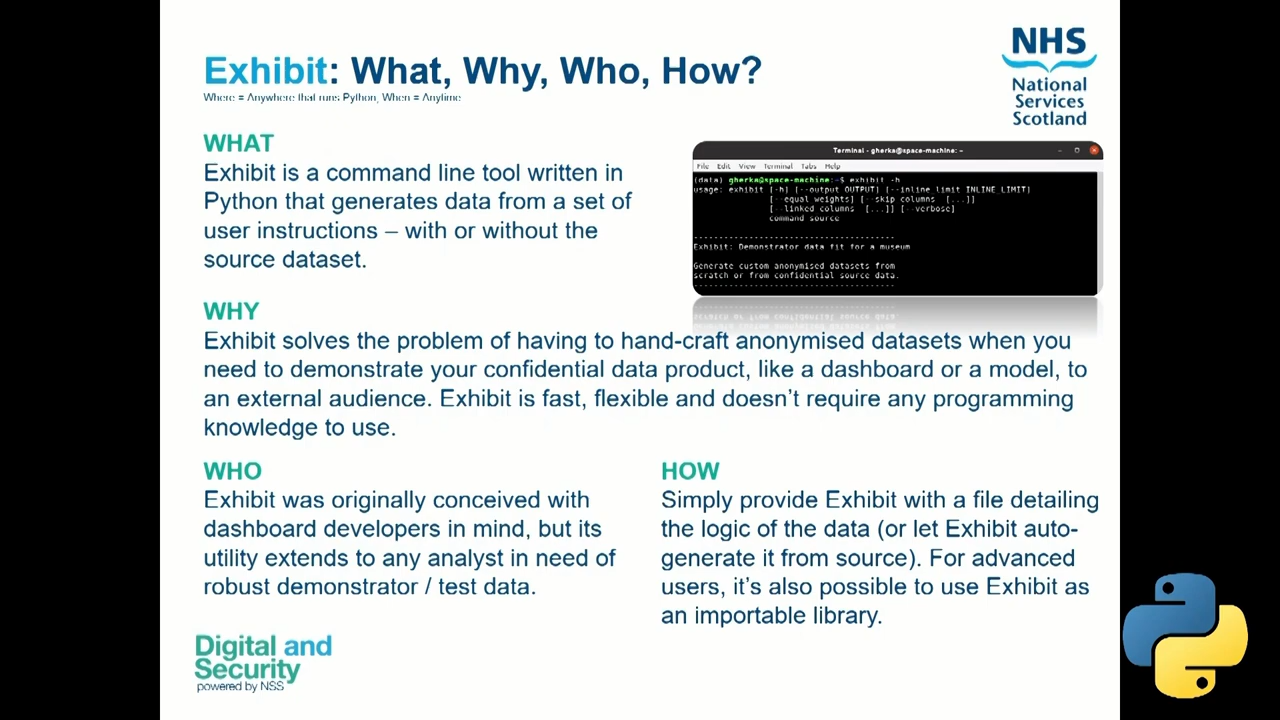 Exhibit: What, Why, Who, How?
Where = Anywhere that runs Python, When = Anytime
NHS
National
Services
Scotland
WHAT
Exhibit is a command line tool written in
Python that generates data from a set of
user instructions – with or without the
source dataset.
Terminal - gherka@space-machine: ~
File Edit View Terminal Tabs Help
(data) gherka@space-machine:~$ exhibit -h
usage: exhibit [-h] [--output OUTPUT] [--inline_limit INLINE_LIMIT]
[--equal_weights] [--skip_columns [...]]
[--linked_columns [...]] [--verbose]
command source
--------------------------------------------
Exhibit: Demonstrator data fit for a museum
Generate custom anonymised datasets from
scratch or from confidential source data.
--------------------------------------------
WHY
Exhibit solves the problem of having to hand-craft anonymised datasets when you
need to demonstrate your confidential data product, like a dashboard or a model, to
an external audience. Exhibit is fast, flexible and doesn't require any programming
knowledge to use.
WHO
Exhibit was originally conceived with
dashboard developers in mind, but its
utility extends to any analyst in need of
robust demonstrator / test data.
HOW
Simply provide Exhibit with a file detailing
the logic of the data (or let Exhibit auto-
generate it from source). For advanced
users, it's also possible to use Exhibit as
an importable library.
Digital and
Security
powered by NSS